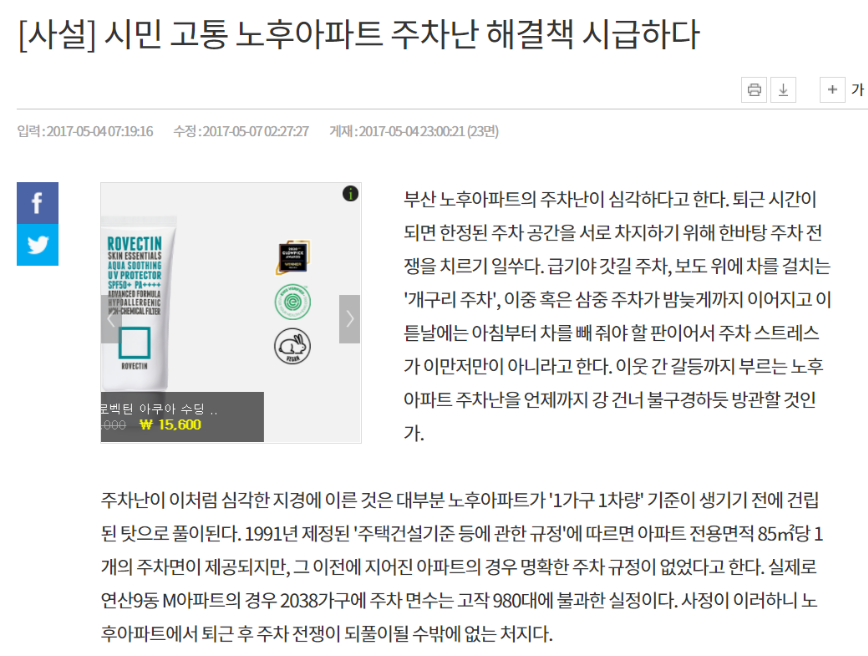 [사설] 시민 고통 노후아파트 주차난 해결책 시급하다
+ 가
입력 : 2017-05-04 07:19:16 수정 : 2017-05-07 02:27:27 게재 : 2017-05-04 23:00:21 (23면)
f
i
ROVECTIN
SKIN ESSENTIALS
AQUA SOOTHING
UV PROTECTOR
SPF50+ PA++++
ADVANCED FORMULA
HYPOALLERGENIC
NON-CHEMICAL FILTER
ROVECTIN
VEGAN
로벡틴 아쿠아 수딩 ..
,000 ₩ 15,600
부산 노후아파트의 주차난이 심각하다고 한다. 퇴근 시간이
되면 한정된 주차 공간을 서로 차지하기 위해 한바탕 주차 전
쟁을 치르기 일쑤다. 급기야 갓길 주차, 보도 위에 차를 걸치는
'개구리 주차', 이중 혹은 삼중 주차가 밤늦게까지 이어지고 이
튿날에는 아침부터 차를 빼 줘야 할 판이어서 주차 스트레스
가 이만저만이 아니라고 한다. 이웃 간 갈등까지 부르는 노후
아파트 주차난을 언제까지 강 건너 불구경하듯 방관할 것인
가.
주차난이 이처럼 심각한 지경에 이른 것은 대부분 노후아파트가 '1가구 1차량' 기준이 생기기 전에 건립
된 탓으로 풀이된다. 1991년 제정된 '주택건설기준 등에 관한 규정'에 따르면 아파트 전용면적 85㎡당 1
개의 주차면이 제공되지만, 그 이전에 지어진 아파트의 경우 명확한 주차 규정이 없었다고 한다. 실제로
연산9동 M아파트의 경우 2038가구에 주차 면수는 고작 980대에 불과한 실정이다. 사정이 이러하니 노
후아파트에서 퇴근 후 주차 전쟁이 되풀이될 수밖에 없는 처지다.